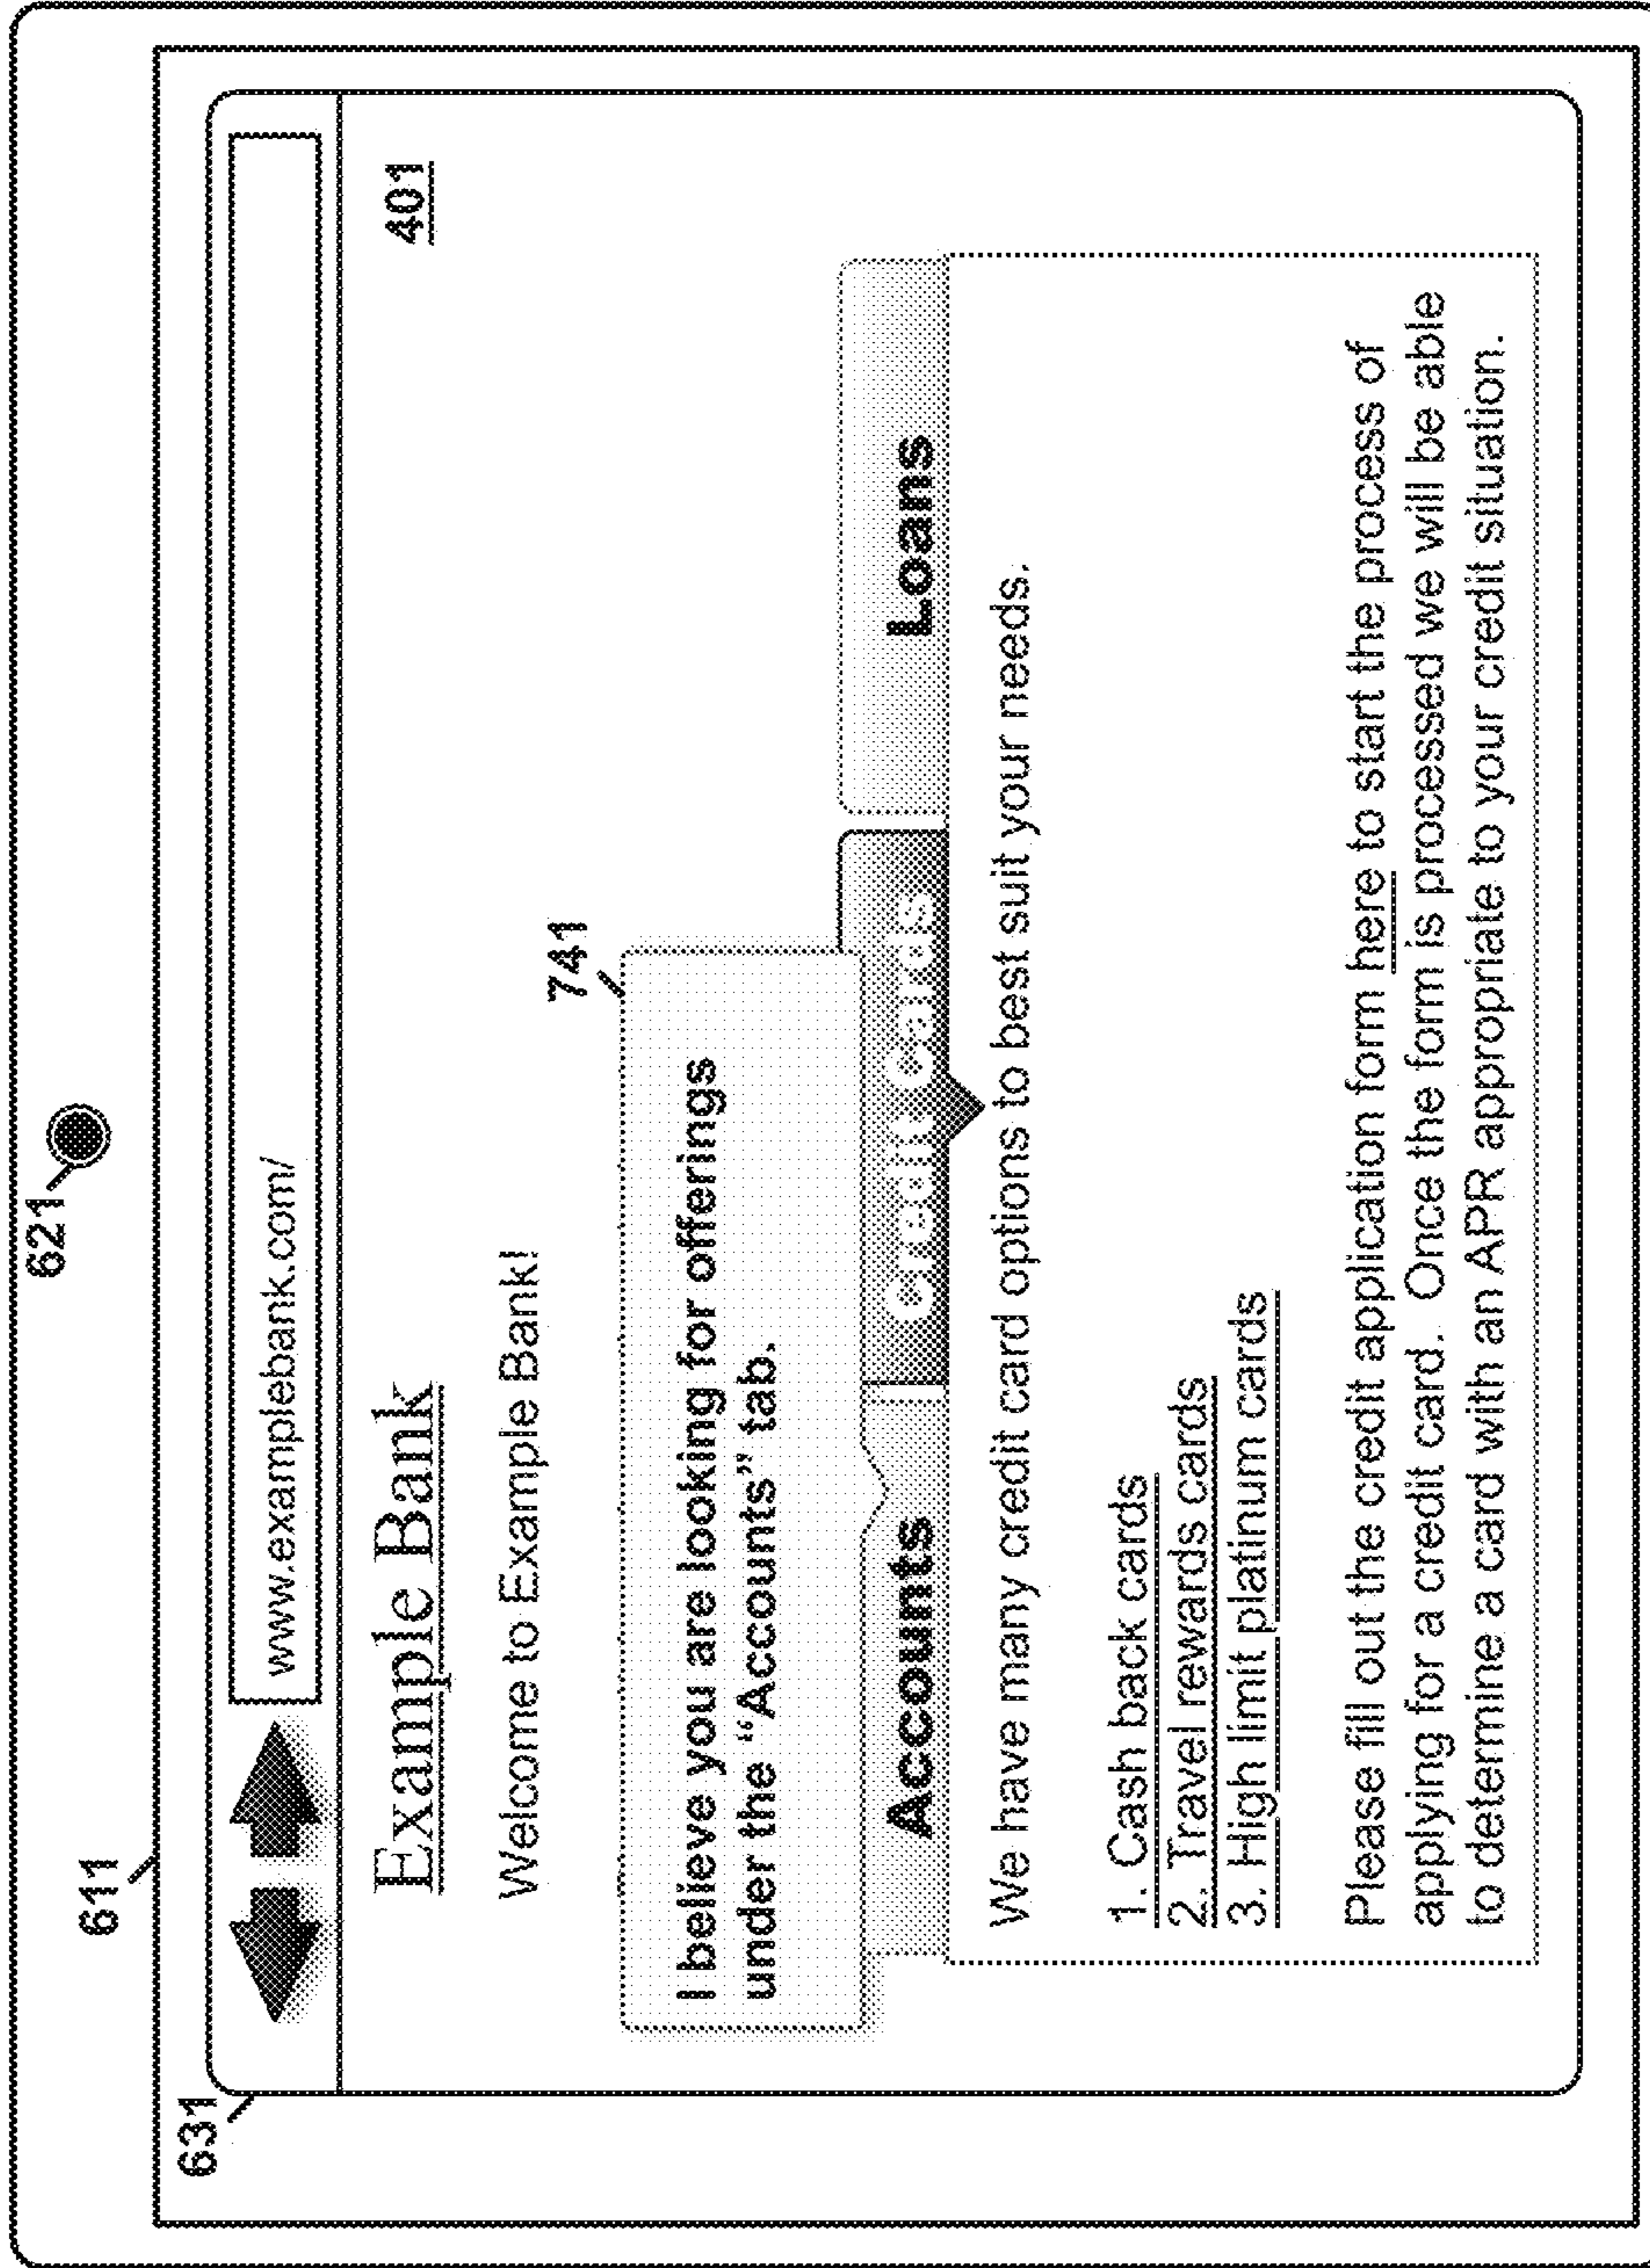 621
611
631
www.examplebank.com/
Example Bank
401
Welcome to Example Bank!
741
I believe you are looking for offerings
under the “Accounts” tab.
Accounts
Credit Cards
Loans
We have many credit card options to best suit your needs.
1. Cash back cards
2. Travel rewards cards
3. High limit platinum cards
Please fill out the credit application form here to start the process of
applying for a credit card. Once the form is processed we will be able
to determine a card with an APR appropriate to your credit situation.